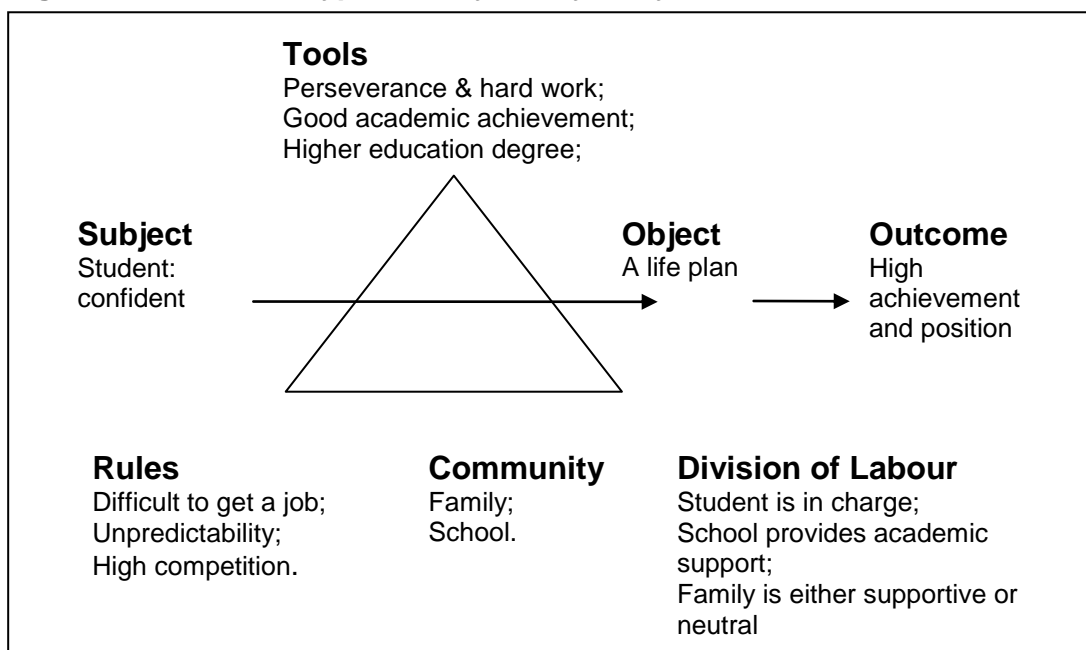 Tools
Perseverance & hard work;
Good academic achievement;
Higher education degree;
Subject
Student:
confident
Object
A life plan
Outcome
High
achievement
and position
Rules
Difficult to get a job;
Unpredictability;
High competition.
Community
Family;
School.
Division of Labour
Student is in charge;
School provides academic
support;
Family is either supportive or
neutral